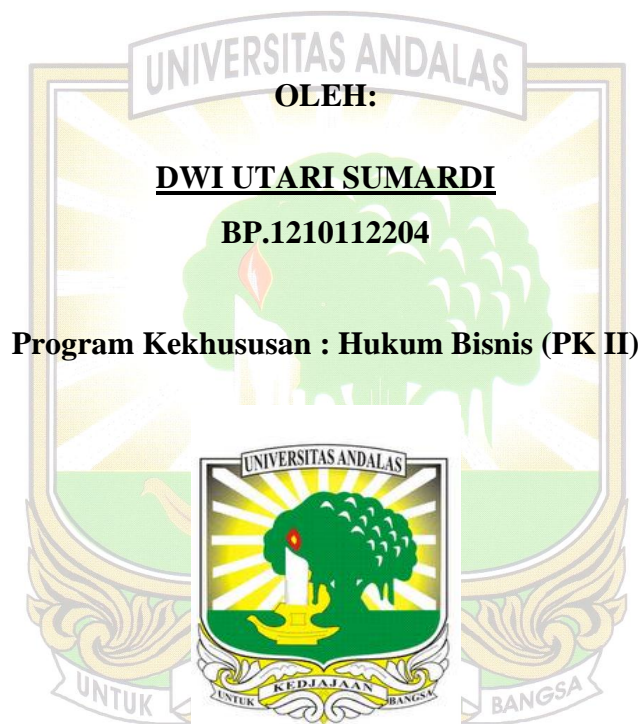 UNIVERSITAS ANDALAS
OLEH:
DWI UTARI SUMARDI
BP.1210112204
Program Kekhususan : Hukum Bisnis (PK II)
UNIVERSITAS ANDALAS
UNTUK KEDJAJAAN BANGSA
UNTUK BANGSA